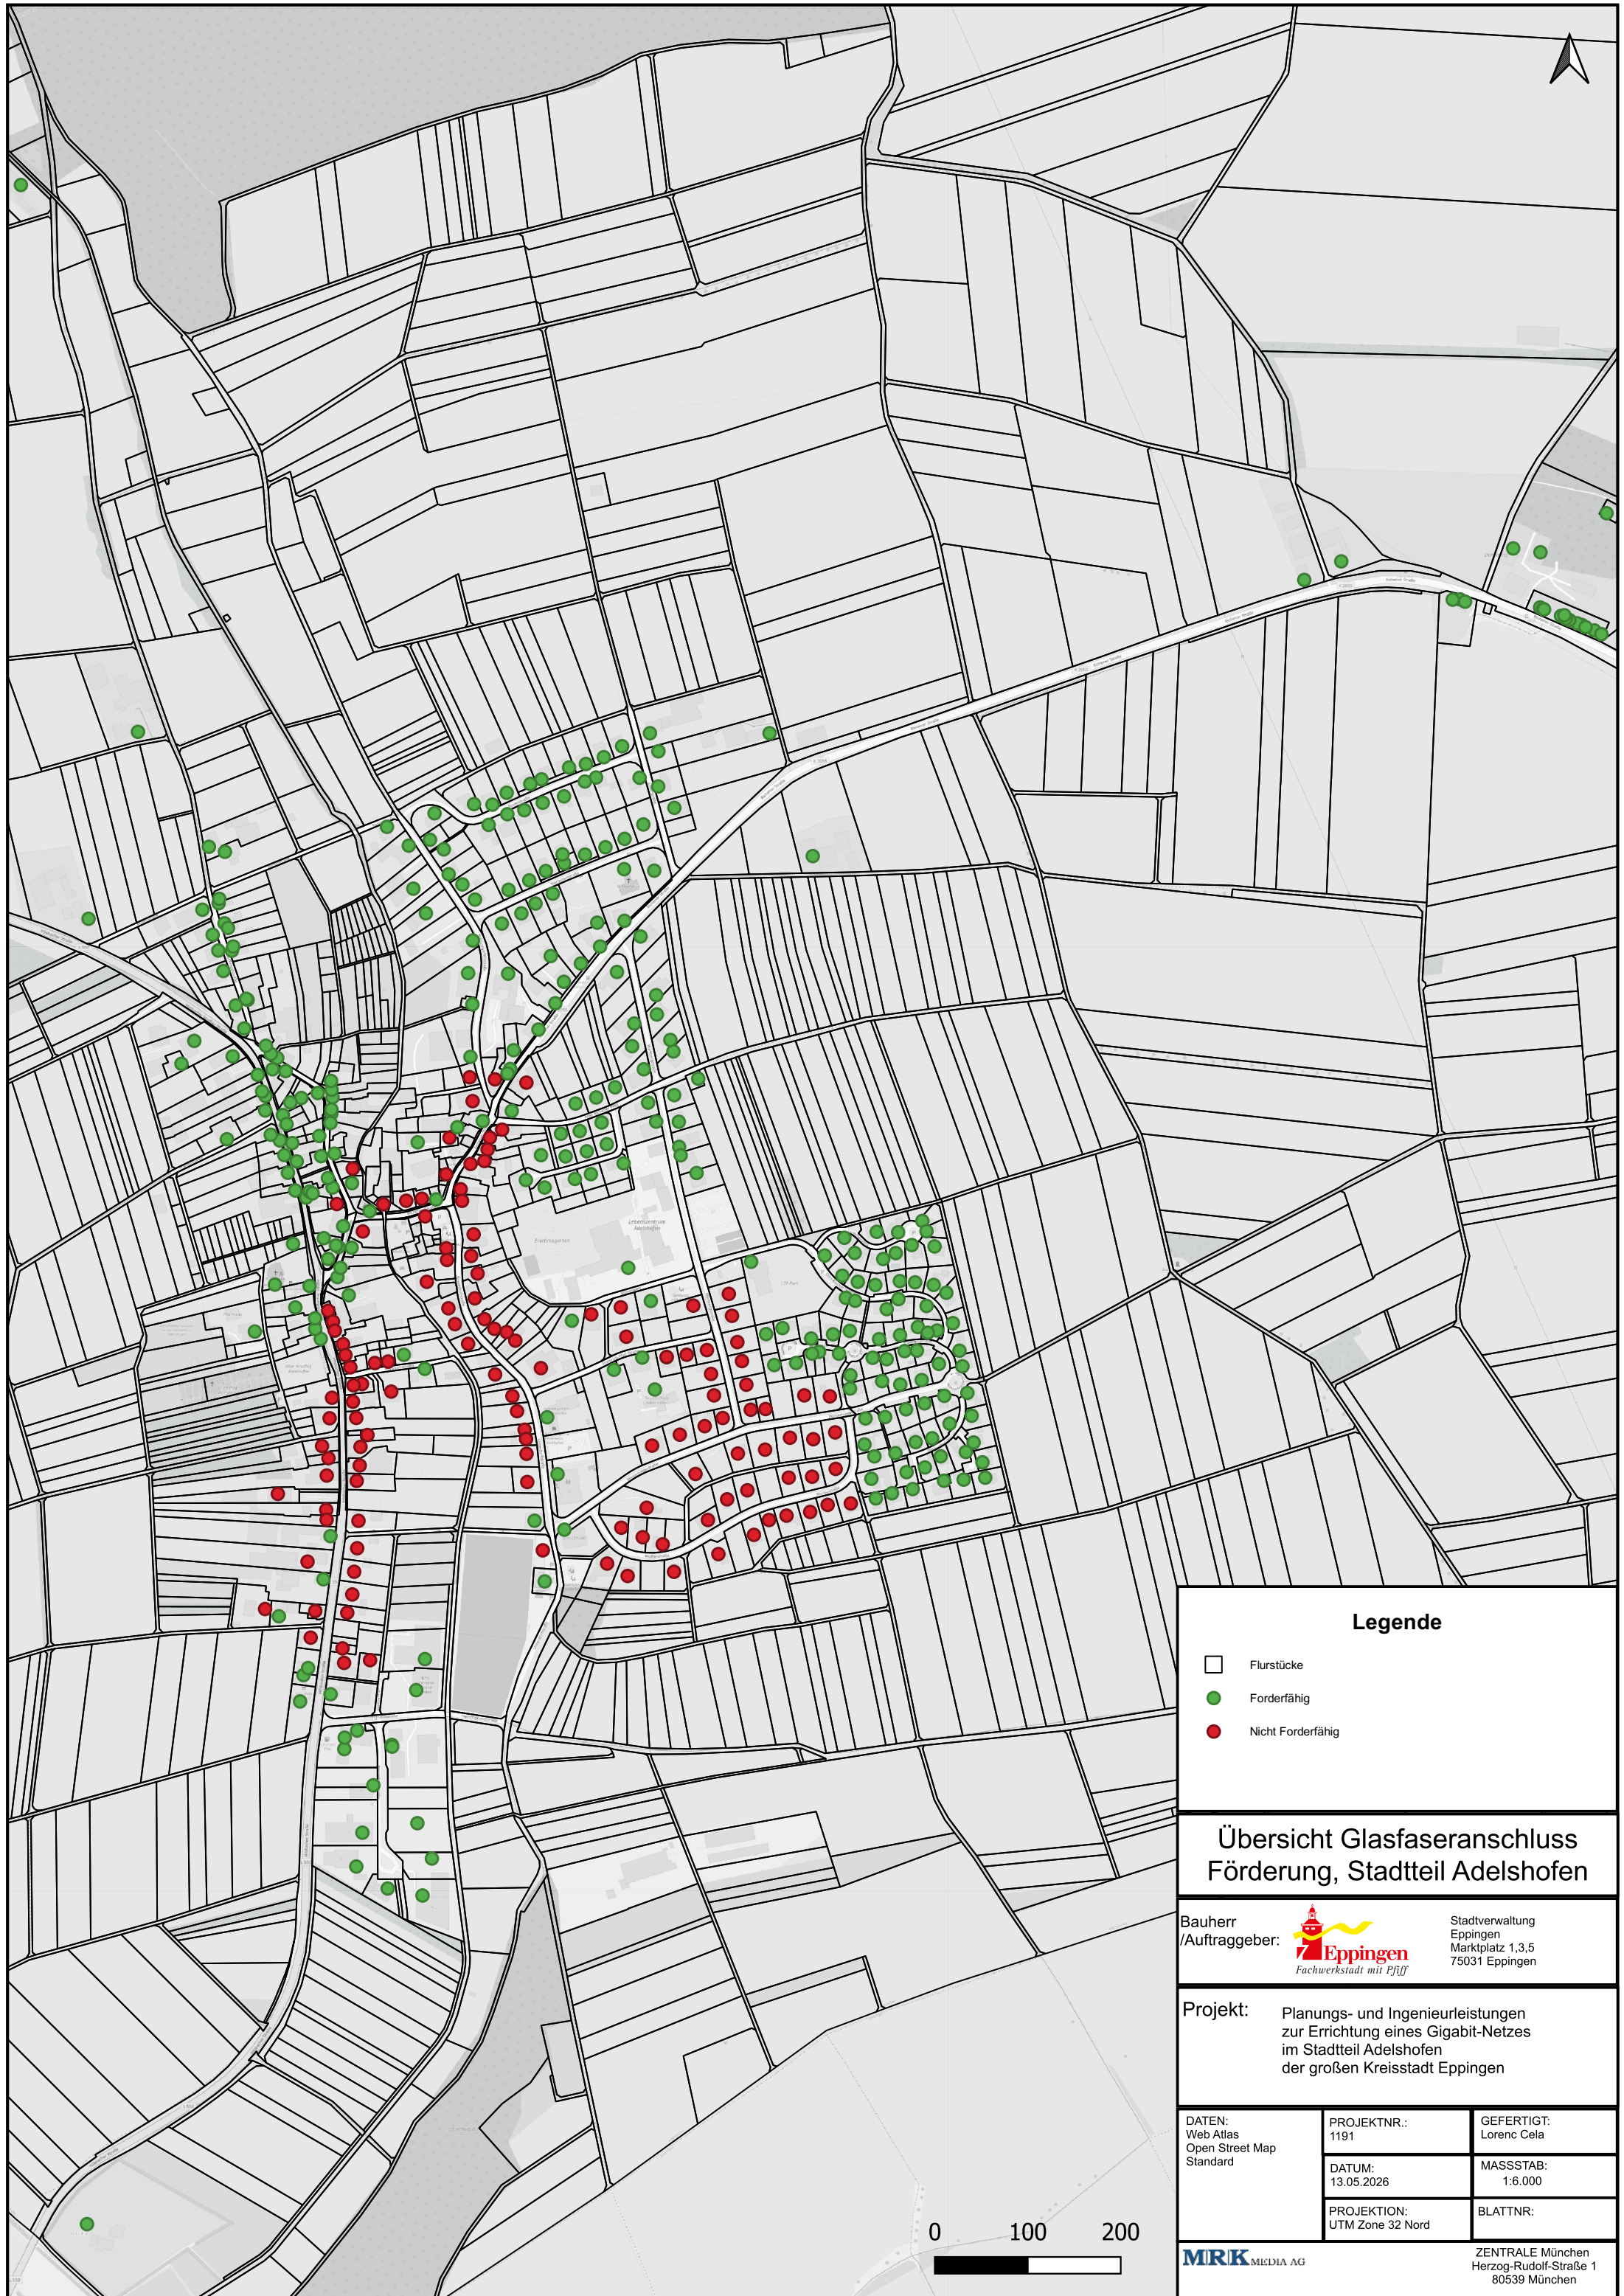 Lebenszentrum
Adelshofen
Legende
Flurstücke
Forderfähig
Nicht Forderfähig
Übersicht Glasfaseranschluss
Förderung, Stadtteil Adelshofen
Bauherr
/Auftraggeber:
Eppingen
Fachwerkstadt mit Pfiff
Stadtverwaltung
Eppingen
Marktplatz 1,3,5
75031 Eppingen
Projekt:
Planungs- und Ingenieurleistungen
zur Errichtung eines Gigabit-Netzes
im Stadtteil Adelshofen
der großen Kreisstadt Eppingen
DATEN:
Web Atlas
Open Street Map
Standard
PROJEKTNR.:
1191
GEFERTIGT:
Lorenc Cela
DATUM:
13.05.2026
MASSSTAB:
1:6.000
PROJEKTION:
UTM Zone 32 Nord
BLATTNR:
0 100 200
MRK MEDIA AG
ZENTRALE München
Herzog-Rudolf-Straße 1
80539 München